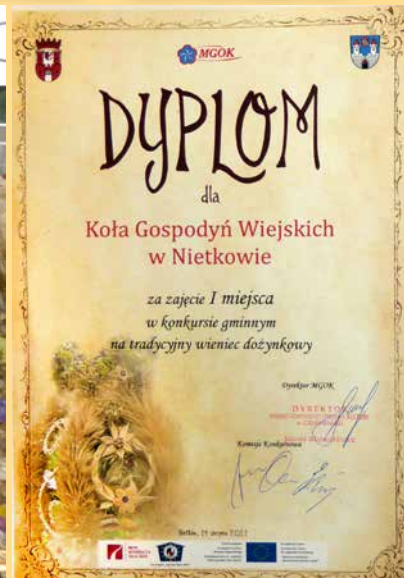 MGOK
DYPLOM
dla
Koła Gospodyń Wiejskich
w Nietkowie
za zajęcie I miejsca
w konkursie gminnym
na tradycyjny wieniec dożynkowy
Dyrektor MGOK
DYREKTOR
Komisja Konkursowa